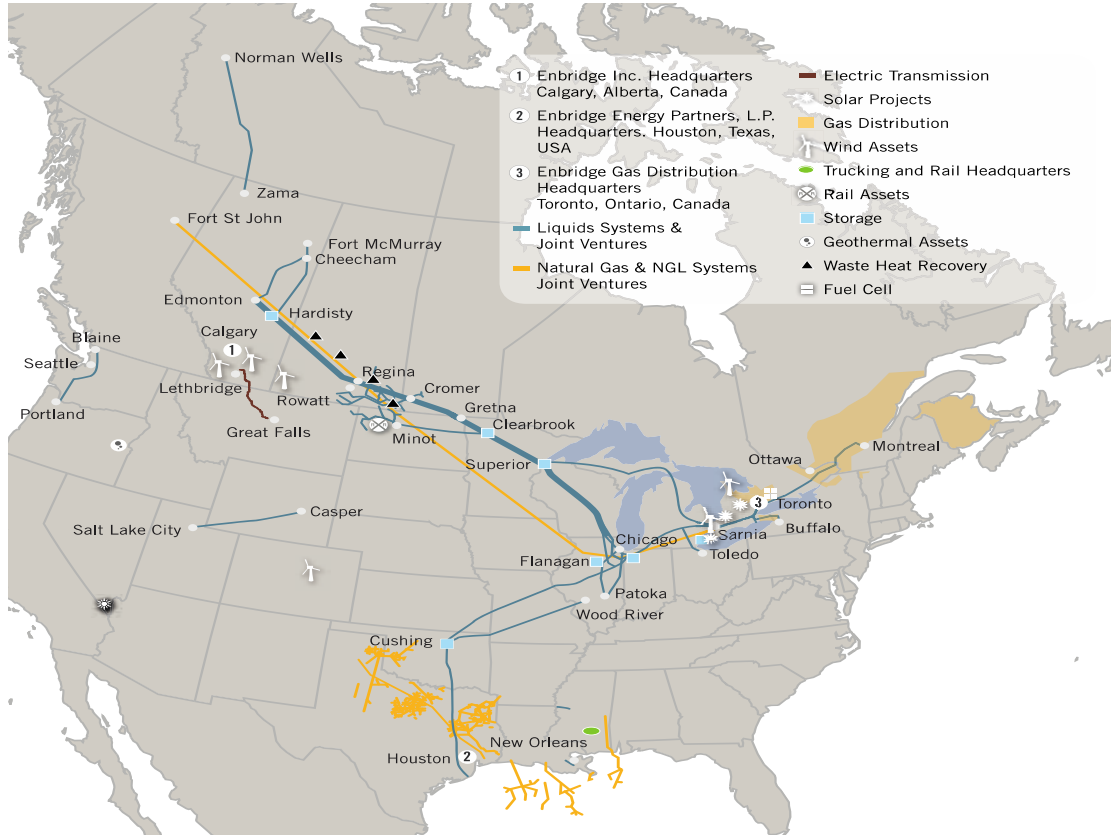 Norman Wells
Zama
Fort St John
Fort McMurray
Cheecham
Edmonton
Hardisty
Calgary
1
Blaine
Seattle
Lethbridge
Portland
Great Falls
Regina
Rowatt
Cromer
Gretna
Minot
Clearbrook
Superior
Ottawa
Montreal
3
Toronto
Buffalo
Sarnia
Toledo
Salt Lake City
Casper
Chicago
Flanagan
Patoka
Wood River
Cushing
New Orleans
Houston
2
1 Enbridge Inc. Headquarters
Calgary, Alberta, Canada
2 Enbridge Energy Partners, L.P.
Headquarters. Houston, Texas,
USA
3 Enbridge Gas Distribution
Headquarters
Toronto, Ontario, Canada
Liquids Systems &
Joint Ventures
Natural Gas & NGL Systems
Joint Ventures
Electric Transmission
Solar Projects
Gas Distribution
Wind Assets
Trucking and Rail Headquarters
Rail Assets
Storage
Geothermal Assets
Waste Heat Recovery
Fuel Cell